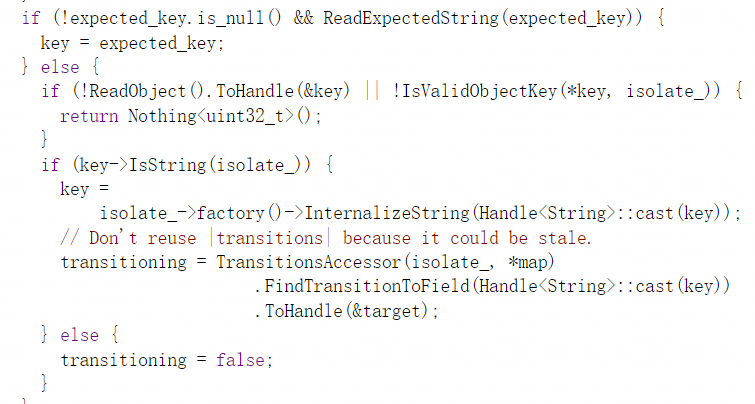 if (!expected_key.is_null() && ReadExpectedString(expected_key)) {
key = expected_key;
} else {
if (!ReadObject().ToHandle(&key) || !IsValidObjectKey(*key, isolate_)) {
return Nothing<uint32_t>();
}
if (key->IsString(isolate_)) {
key =
isolate_->factory()->InternalizeString(Handle<String>::cast(key));
// Don't reuse |transitions| because it could be stale.
transitioning = TransitionsAccessor(isolate_, *map)
.FindTransitionToField(Handle<String>::cast(key))
.ToHandle(&target);
} else {
transitioning = false;
}